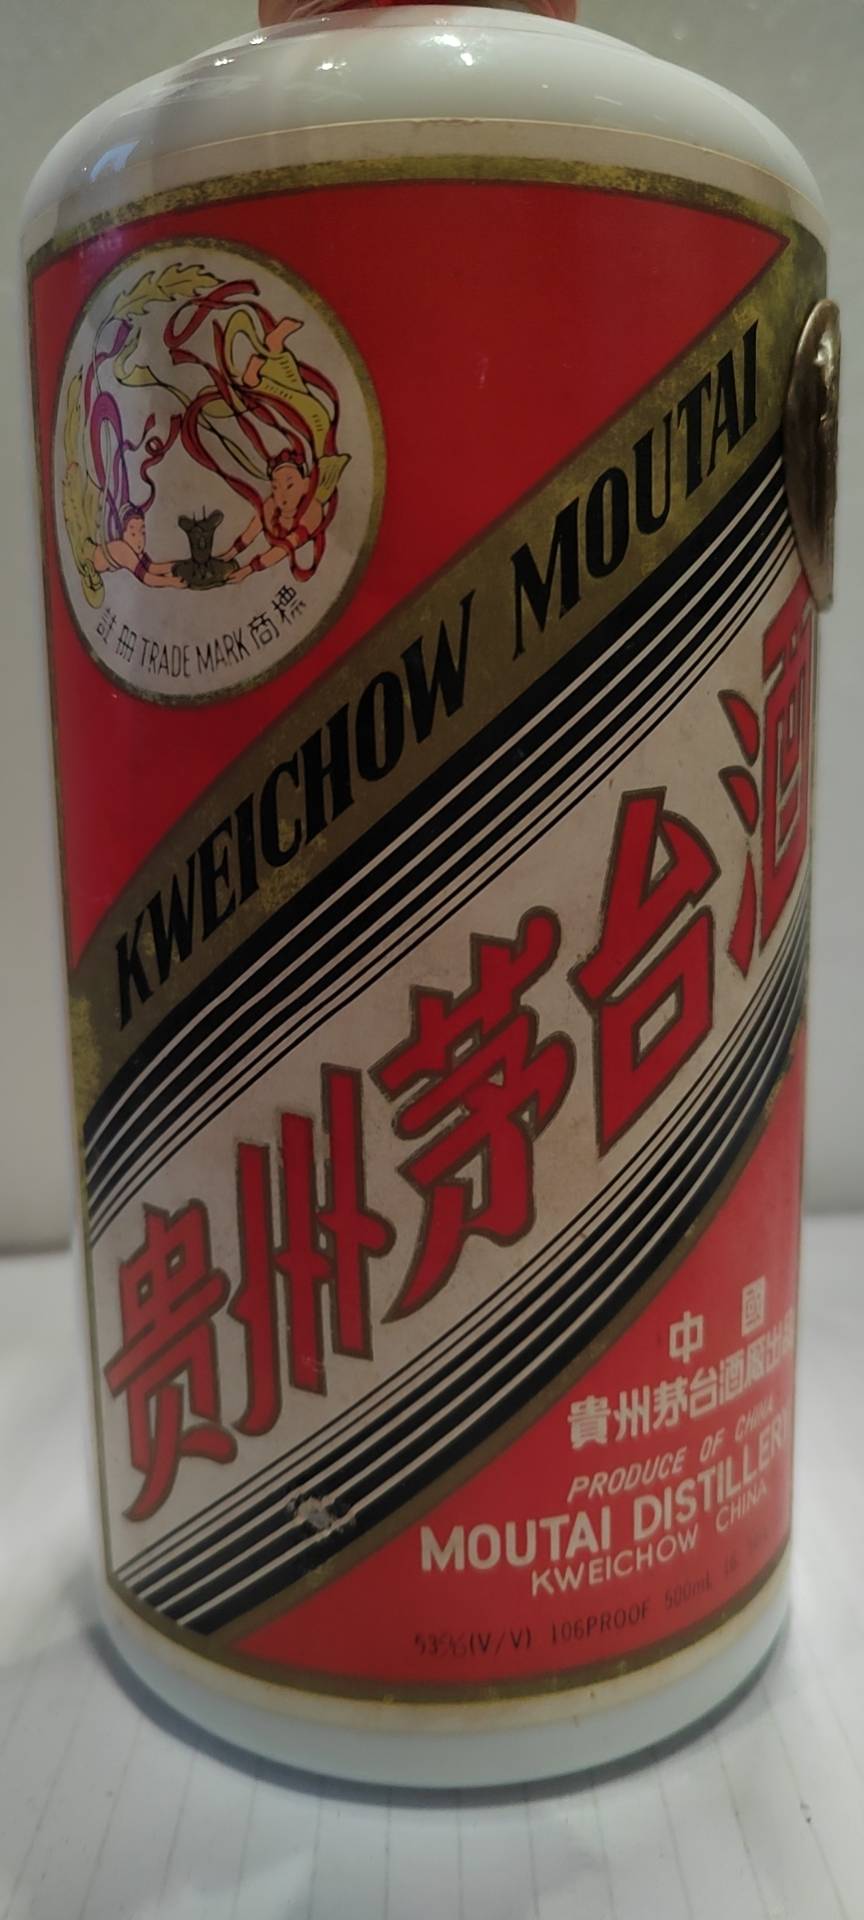 註册 TRADE MARK 商標
KWEICHOW MOUTAI
贵州茅台酒
中國
貴州茅台酒廠出品
PRODUCE OF CHINA
MOUTAI DISTILLERY
KWEICHOW CHINA
53%(V/V) 106PROOF 500mL